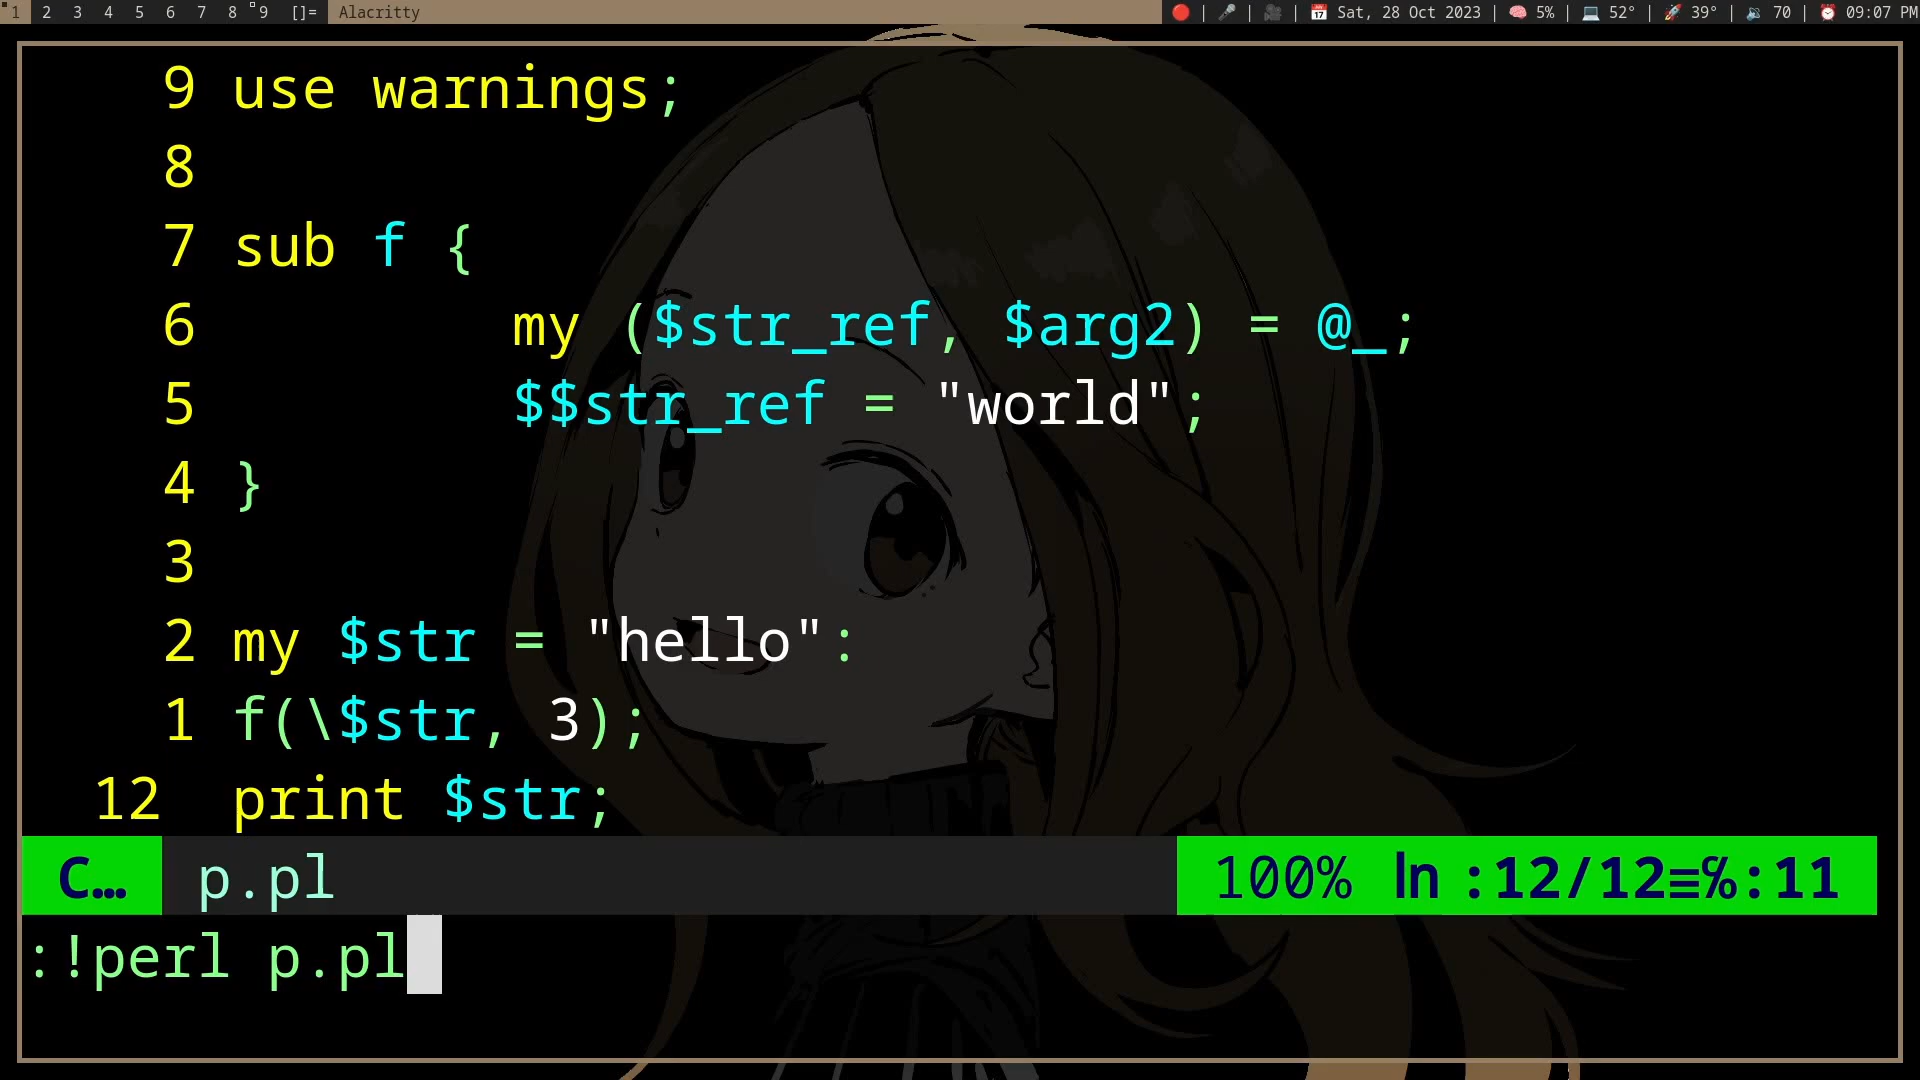 1 2 3 4 5 6 7 8 9 []= Alacritty 🔴 | 🎤 | 🎥 | 📅 Sat, 28 Oct 2023 | 🧠 5% | 💻 52° | 🚀 39° | 🔉 70 | ⏰ 09:07 PM
9 use warnings;
8
7 sub f {
6 my ($str_ref, $arg2) = @_;
5 $$str_ref = "world";
4 }
3
2 my $str = "hello":
1 f(\$str, 3);
12 print $str;
C… p.pl 100% ln :12/12≡℅:11
:!perl p.pl